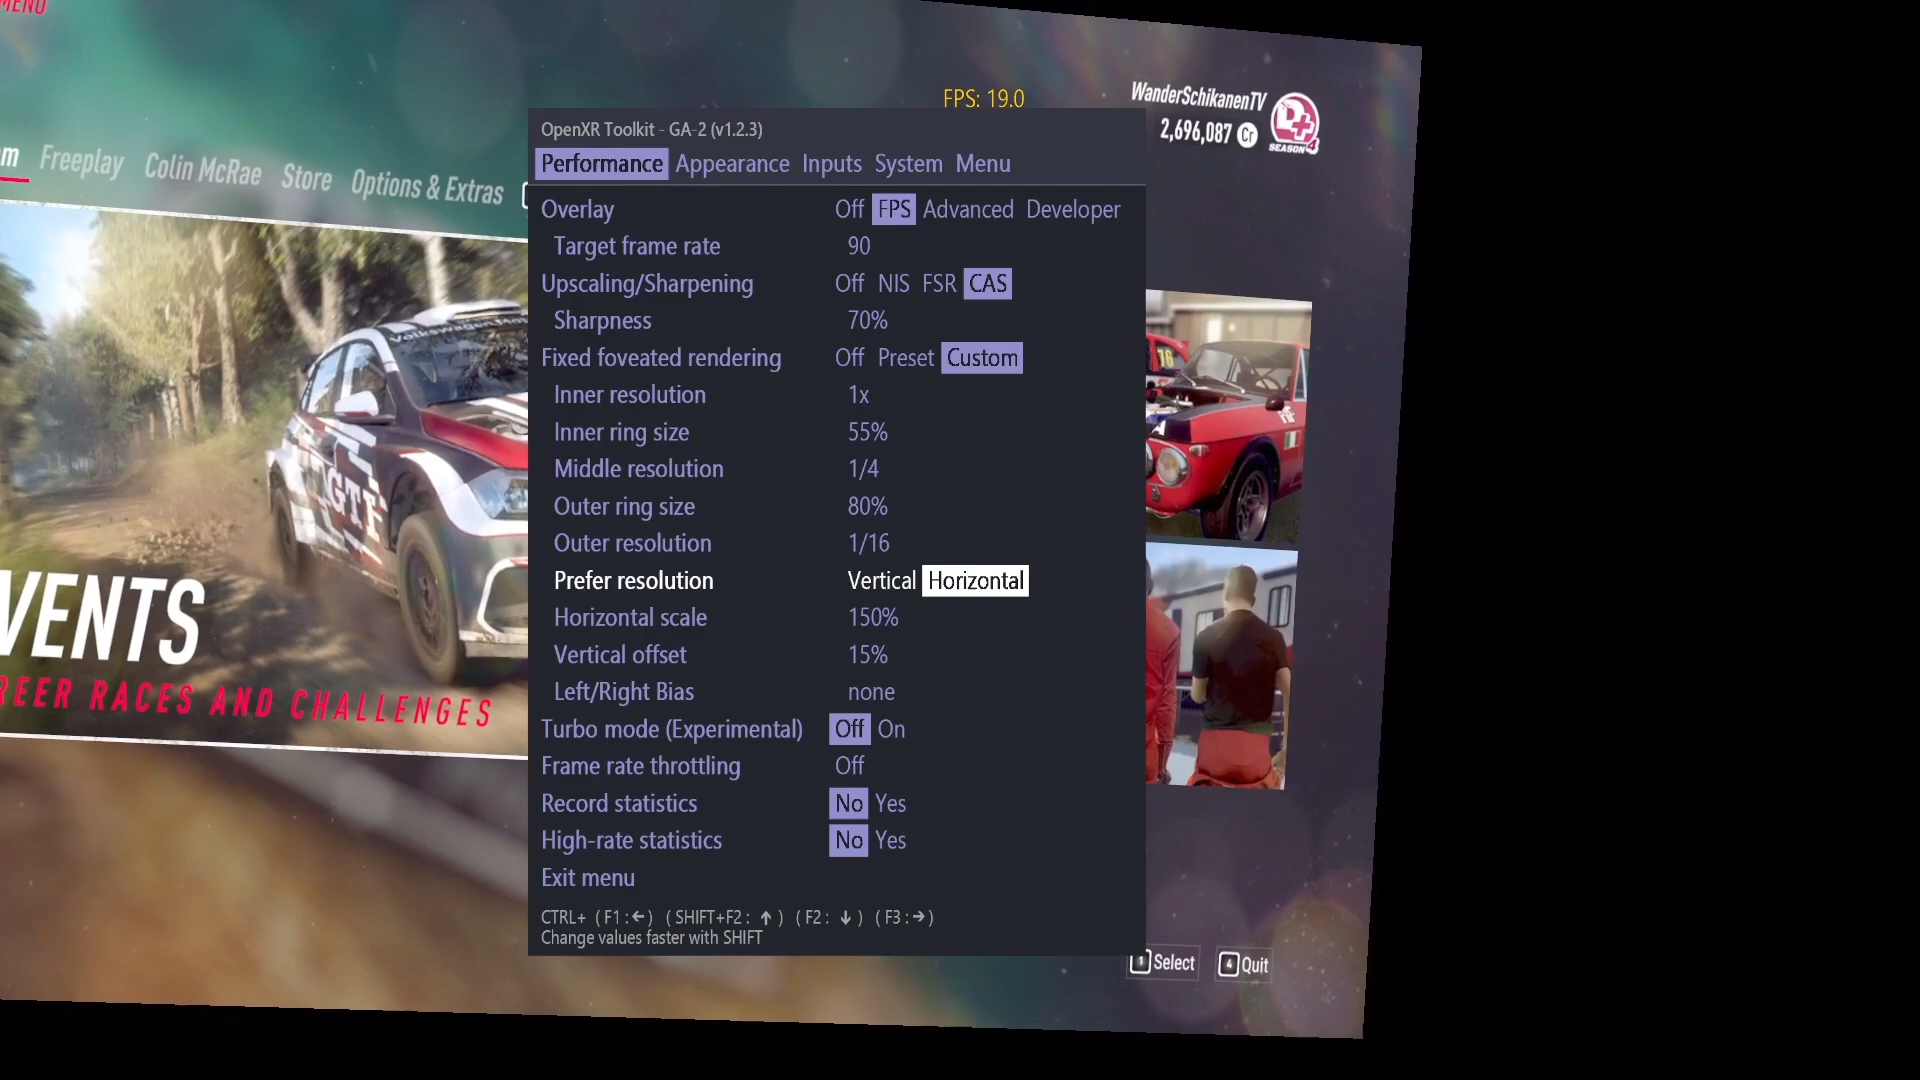 MENU
FPS: 19.0
WanderSchikanenTV
2,696,087 Cr
D+
SEASON 4
OpenXR Toolkit - GA-2 (v1.2.3)
Performance Appearance Inputs System Menu
Freeplay Colin McRae Store Options & Extras
Overlay Off FPS Advanced Developer
Target frame rate 90
Upscaling/Sharpening Off NIS FSR CAS
Sharpness 70%
Fixed foveated rendering Off Preset Custom
Inner resolution 1x
Inner ring size 55%
Middle resolution 1/4
Outer ring size 80%
Outer resolution 1/16
Prefer resolution Vertical Horizontal
Horizontal scale 150%
Vertical offset 15%
Left/Right Bias none
Turbo mode (Experimental) Off On
Frame rate throttling Off
Record statistics No Yes
High-rate statistics No Yes
Exit menu
CTRL+ ( F1 : ← ) ( SHIFT+F2 : ↑ ) ( F2 : ↓ ) ( F3 : → )
Change values faster with SHIFT
GTI
76
VENTS
REER RACES AND CHALLENGES
1 Select 4 Quit